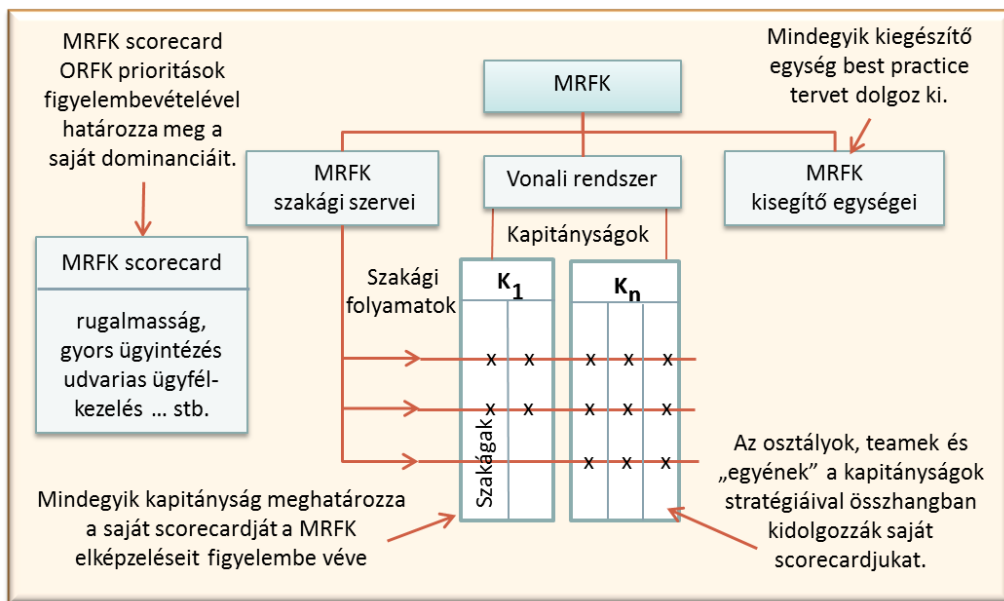 MRFK scorecard
ORFK prioritások
figyelembevételével
határozza meg a
saját dominanciáit.
MRFK
Mindegyik kiegészítő
egység best practice
tervet dolgoz ki.
MRFK
szakági szervei
Vonali rendszer
MRFK
kisegítő egységei
Kapitányságok
MRFK scorecard
rugalmasság,
gyors ügyintézés
udvarias ügyfél-
kezelés ... stb.
Szakági
folyamatok
K1
Kn
x x x x x
x x x x x
x x x
Szakágak
Mindegyik kapitányság meghatározza
a saját scorecardját a MRFK
elképzeléseit figyelembe véve
Az osztályok, teamek és
„egyének” a kapitányságok
stratégiáival összhangban
kidolgozzák saját
scorecardjukat.